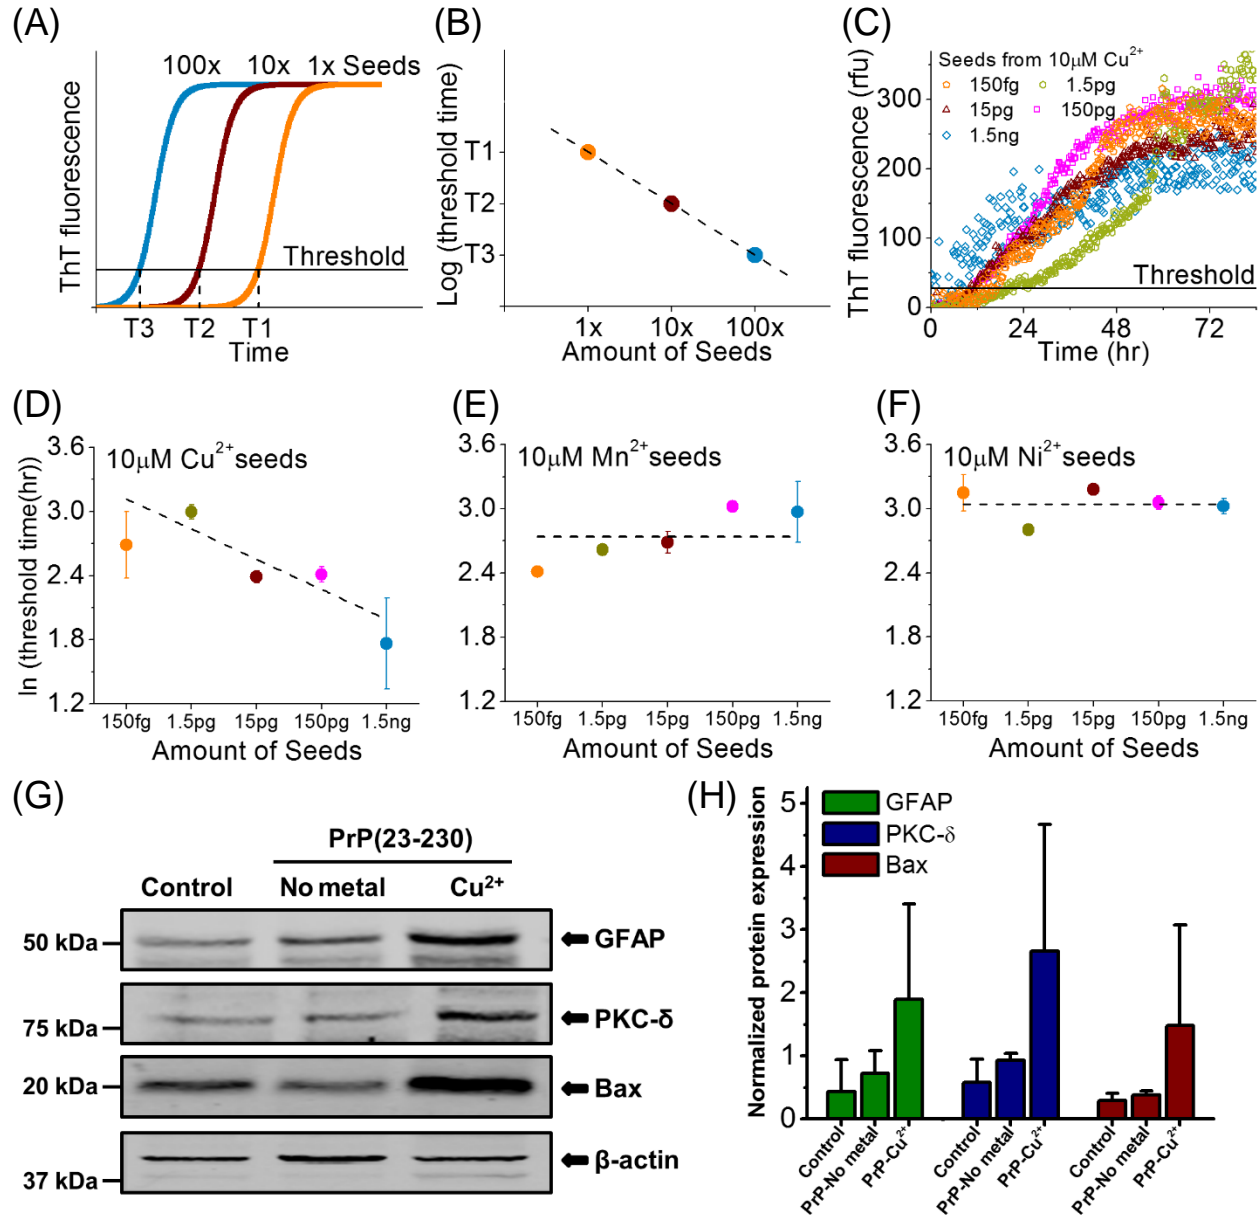 (A)
100x 10x 1x Seeds
ThT fluorescence
Threshold
T3 T2 T1
Time
(B)
Log (threshold time)
T1
T2
T3
1x 10x 100x
Amount of Seeds
(C)
ThT fluorescence (rfu)
Seeds from 10μM Cu²⁺
150fg 1.5pg
15pg 150pg
1.5ng
300
200
100
0
Threshold
0 24 48 72
Time (hr)
(D)
ln (threshold time(hr))
10μM Cu²⁺ seeds
3.6
3.0
2.4
1.8
1.2
150fg 1.5pg 15pg 150pg 1.5ng
Amount of Seeds
(E)
10μM Mn²⁺ seeds
3.6
3.0
2.4
1.8
1.2
150fg 1.5pg 15pg 150pg 1.5ng
Amount of Seeds
(F)
10μM Ni²⁺ seeds
3.6
3.0
2.4
1.8
1.2
150fg 1.5pg 15pg 150pg 1.5ng
Amount of Seeds
(G)
PrP(23-230)
Control No metal Cu²⁺
50 kDa GFAP
75 kDa PKC-δ
20 kDa Bax
β-actin
37 kDa
(H)
Normalized protein expression
GFAP
PKC-δ
Bax
5
4
3
2
1
0
Control
PrP-No metal
PrP-Cu²⁺
Control
PrP-No metal
PrP-Cu²⁺
Control
PrP-No metal
PrP-Cu²⁺